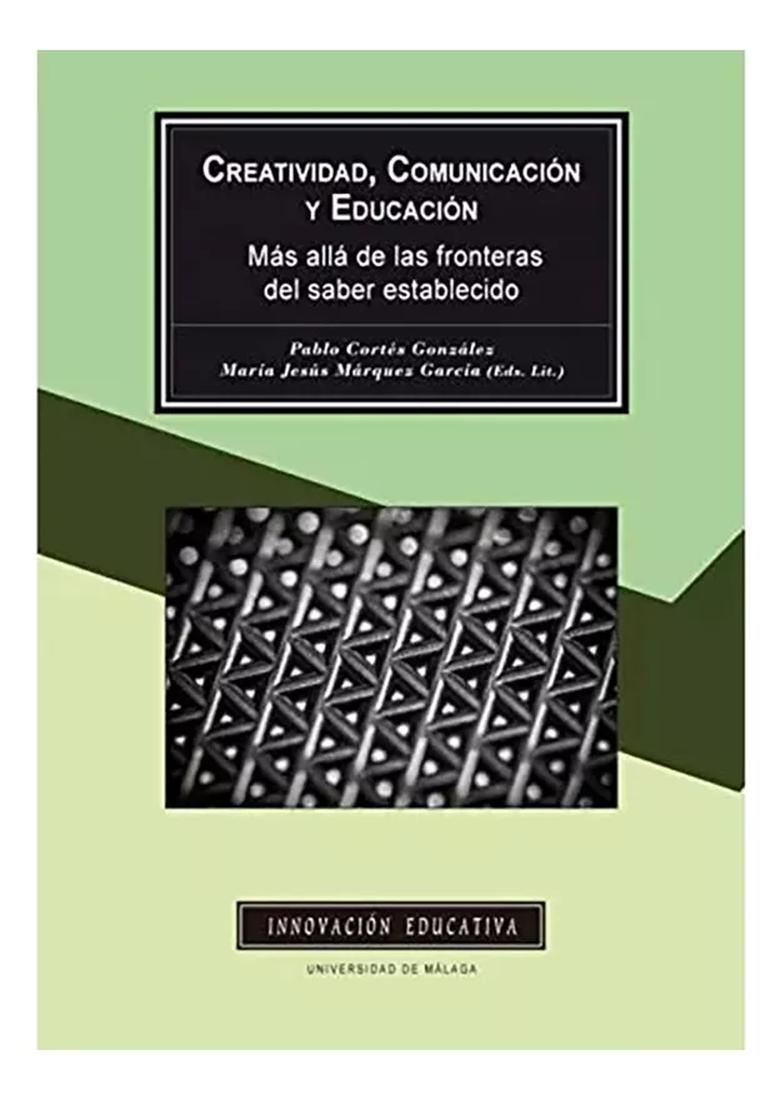 CREATIVIDAD, COMUNICACIÓN
Y EDUCACIÓN
Más allá de las fronteras
del saber establecido
Pablo Cortés González
María Jesús Márquez García (Eds. Lit.)
INNOVACIÓN EDUCATIVA
UNIVERSIDAD DE MÁLAGA